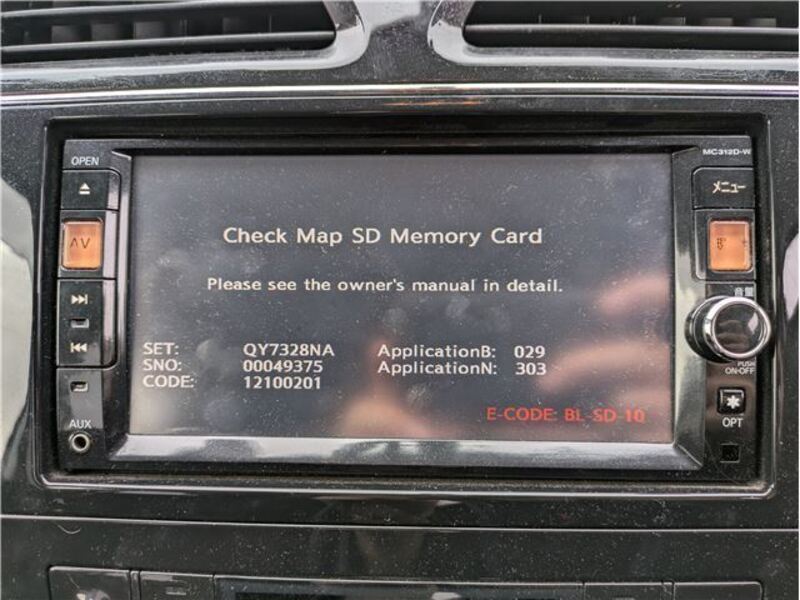 OPEN
MC312D-W
メニュー
AV
Check Map SD Memory Card
Please see the owner's manual in detail.
音量
SET: QY7328NA ApplicationB: 029
SNO: 00049375 ApplicationN: 303
CODE: 12100201
PUSH
ON-OFF
E-CODE: BL-SD-10
AUX
OPT